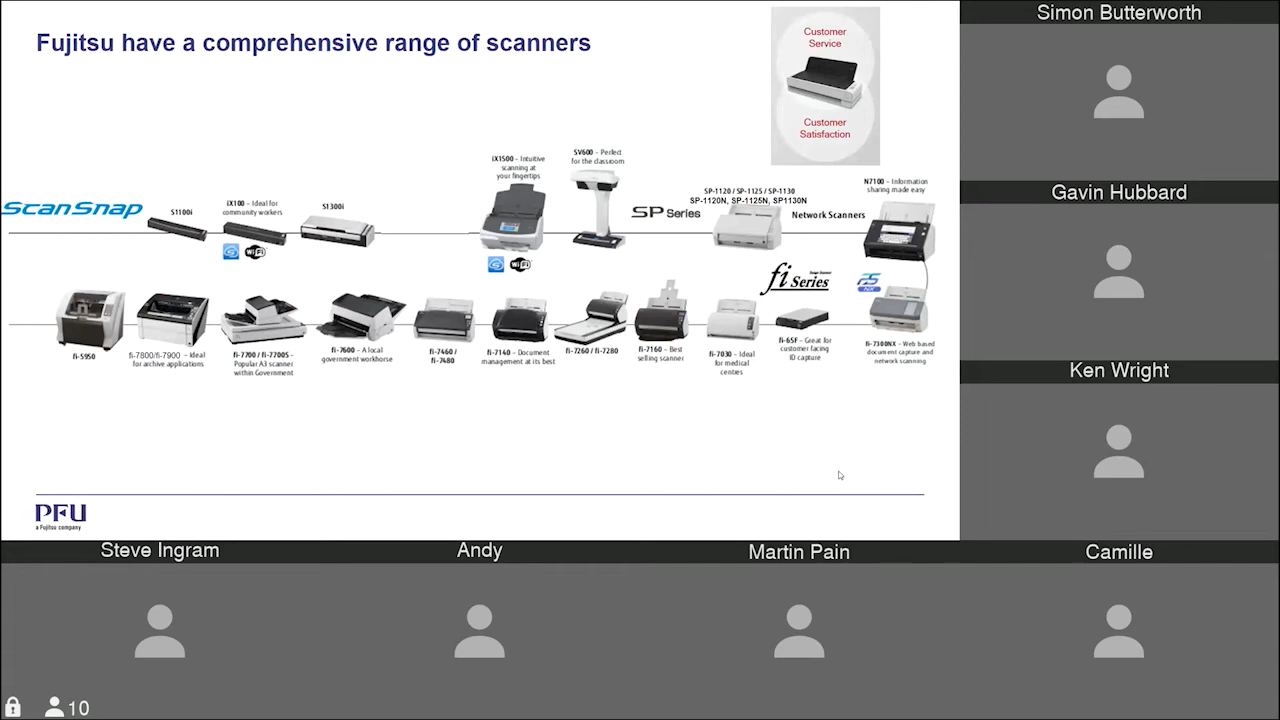 Fujitsu have a comprehensive range of scanners
Customer
Service
Customer
Satisfaction
ScanSnap
S1100i
iX100 – Ideal for
community workers
WiFi
S1300i
iX1500 – Intuitive
scanning at
your fingertips
WiFi
SV600 – Perfect
for the classroom
SP Series
SP-1120 / SP-1125 / SP-1130
SP-1120N, SP-1125N, SP1130N
Network Scanners
N7100 – Information
sharing made easy
fi Series
NX
fi-5950
fi-7800/fi-7900 – Ideal
for archive applications
fi-7700 / fi-7700S –
Popular A3 scanner
within Government
fi-7600 – A local
government workhorse
fi-7460 /
fi-7480
fi-7140 – Document
management at its best
fi-7260 / fi-7280
fi-7160 – Best
selling scanner
fi-7030 – Ideal
for medical
centres
fi-65F – Great for
customer facing
ID capture
fi-7300NX – Web based
document capture and
network scanning
PFU
a Fujitsu company
Simon Butterworth
Gavin Hubbard
Ken Wright
Steve Ingram
Andy
Martin Pain
Camille
10